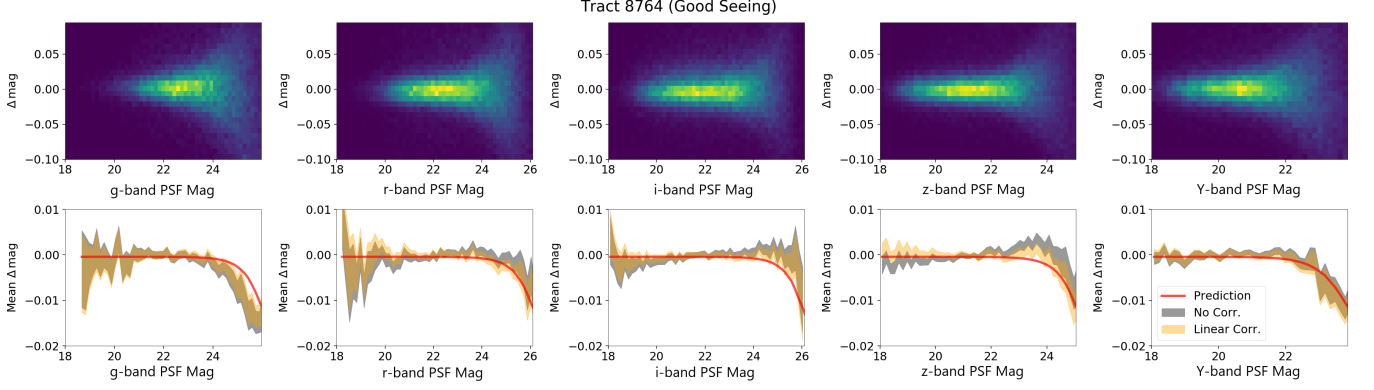 Tract 8764 (Good Seeing)
0.05
0.00
−0.05
−0.10
Δ mag
18 20 22 24
g-band PSF Mag
0.05
0.00
−0.05
−0.10
Δ mag
18 20 22 24 26
r-band PSF Mag
0.05
0.00
−0.05
−0.10
Δ mag
18 20 22 24 26
i-band PSF Mag
0.05
0.00
−0.05
−0.10
Δ mag
18 20 22 24
z-band PSF Mag
0.05
0.00
−0.05
−0.10
Δ mag
18 20 22
Y-band PSF Mag
0.01
0.00
−0.01
−0.02
Mean Δ mag
18 20 22 24
g-band PSF Mag
0.01
0.00
−0.01
−0.02
Mean Δ mag
18 20 22 24 26
r-band PSF Mag
0.01
0.00
−0.01
−0.02
Mean Δ mag
18 20 22 24 26
i-band PSF Mag
0.01
0.00
−0.01
−0.02
Mean Δ mag
18 20 22 24
z-band PSF Mag
0.01
0.00
−0.01
−0.02
Mean Δ mag
Prediction
No Corr.
Linear Corr.
18 20 22
Y-band PSF Mag